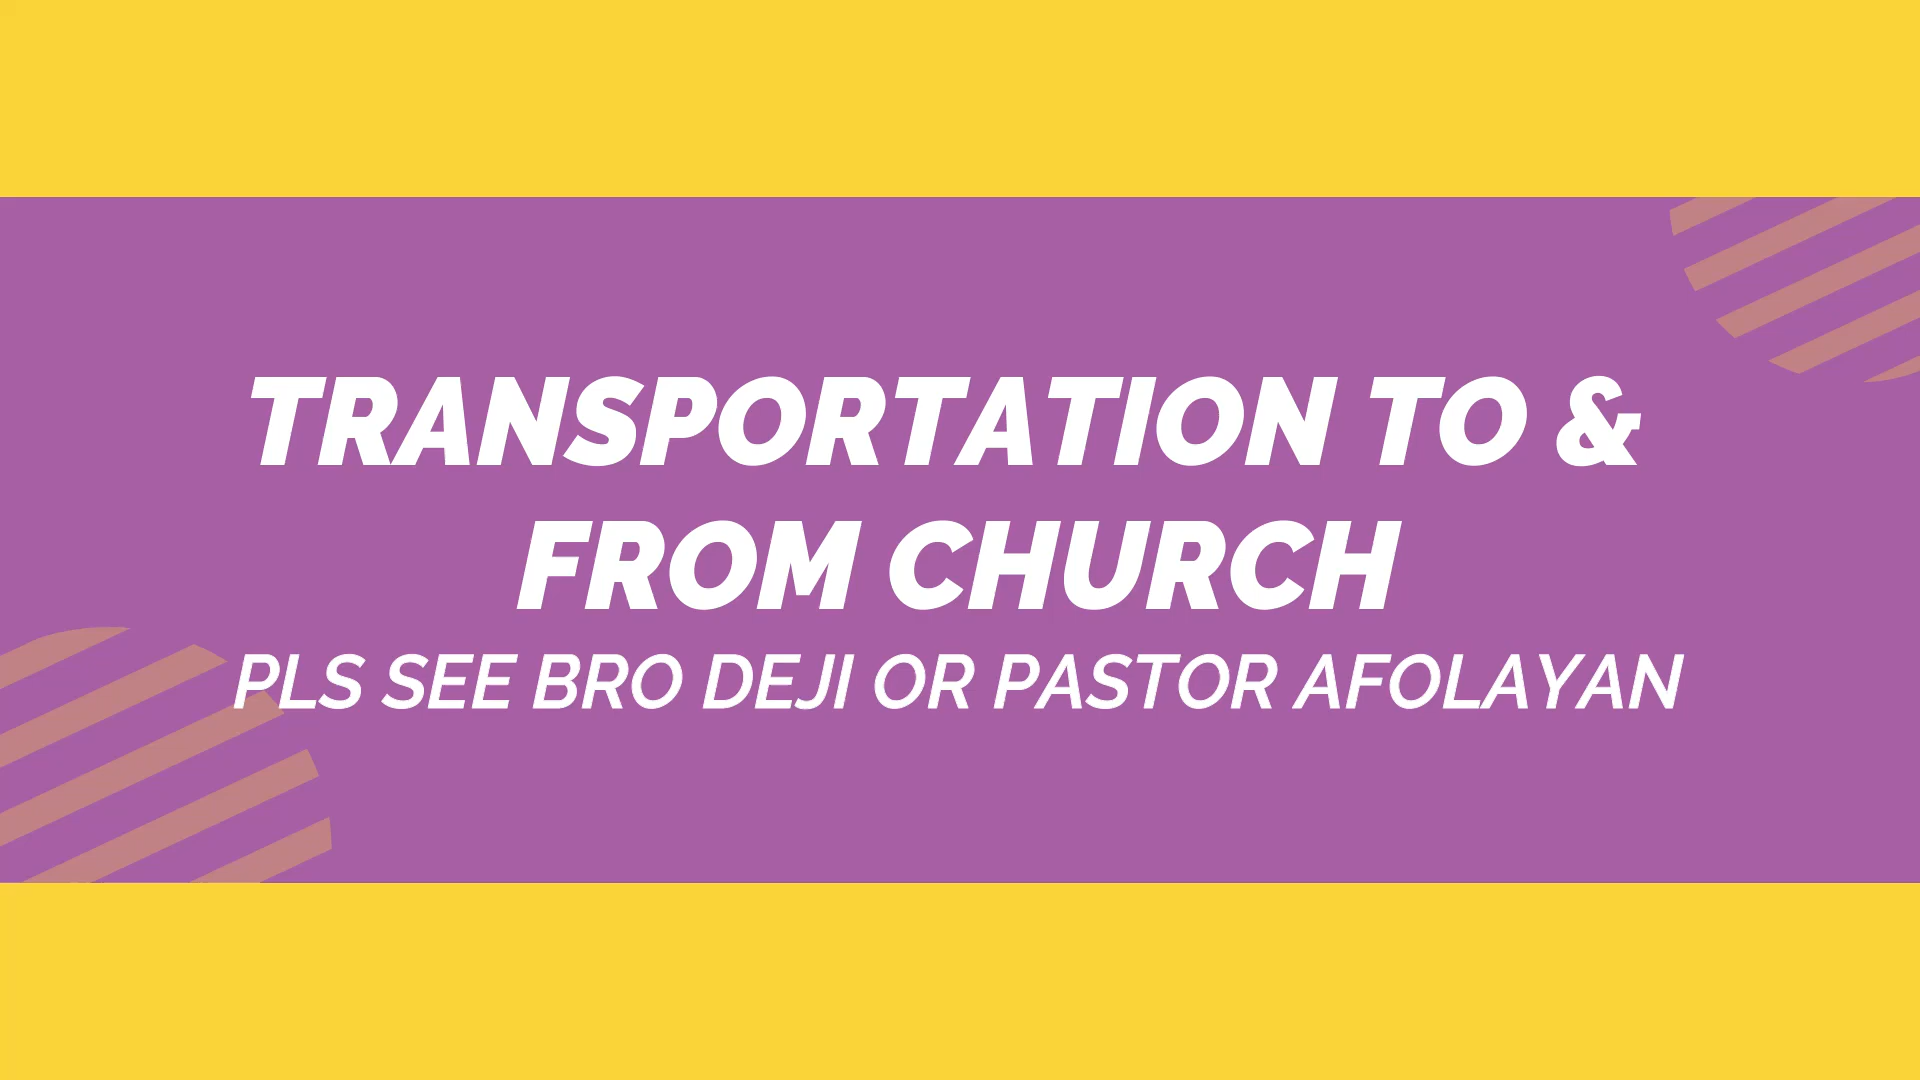 TRANSPORTATION TO &
FROM CHURCH
PLS SEE BRO DEJI OR PASTOR AFOLAYAN